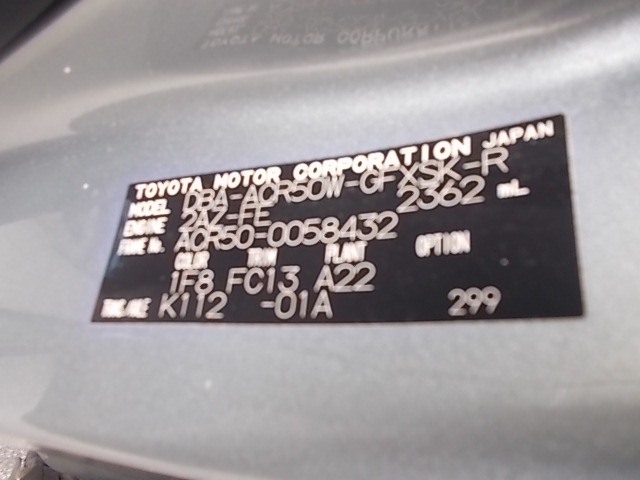 TOYOTA MOTOR CORPORATION JAPAN
MODEL DBA-ACR50W-GFXSK-R
ENGINE 2AZ-FE 2362 mL
FRAME No. ACR50-0058432
COLOR TRIM PLANT OPTION
1F8 FC13 A22
TRANS./AXLE K112 -01A 299